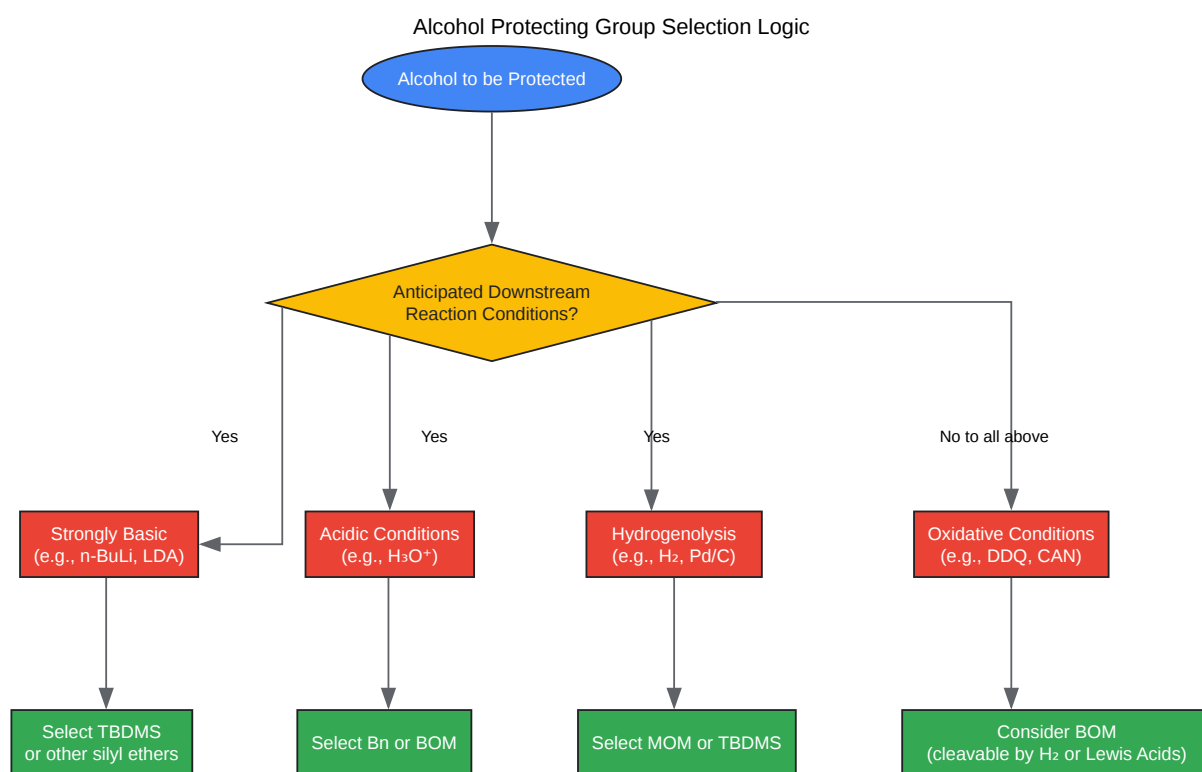 Alcohol Protecting Group Selection Logic
Alcohol to be Protected
Anticipated Downstream
Reaction Conditions?
Yes
Yes
Yes
No to all above
Strongly Basic
(e.g., n-BuLi, LDA)
Acidic Conditions
(e.g., H₃O⁺)
Hydrogenolysis
(e.g., H₂, Pd/C)
Oxidative Conditions
(e.g., DDQ, CAN)
Select TBDMS
or other silyl ethers
Select Bn or BOM
Select MOM or TBDMS
Consider BOM
(cleavable by H₂ or Lewis Acids)